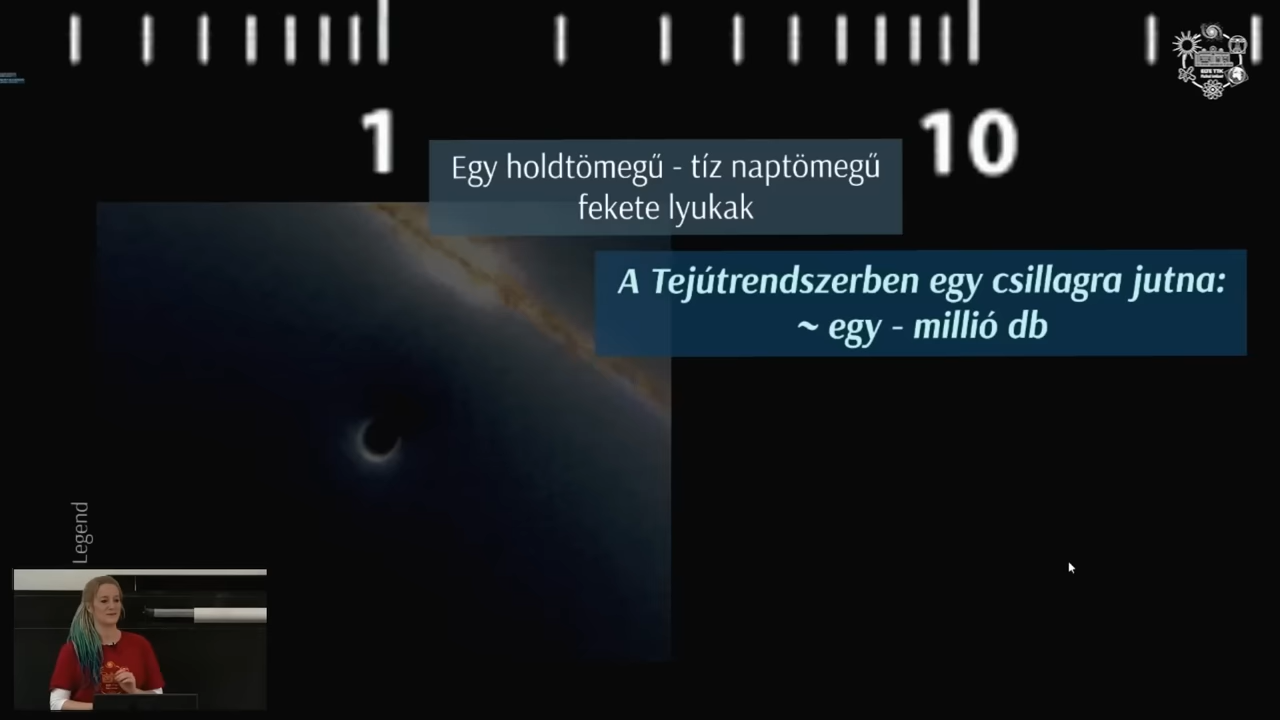 1
10
Egy holdtömegű - tíz naptömegű
fekete lyukak
A Tejútrendszerben egy csillagra jutna:
~ egy - millió db
Legend